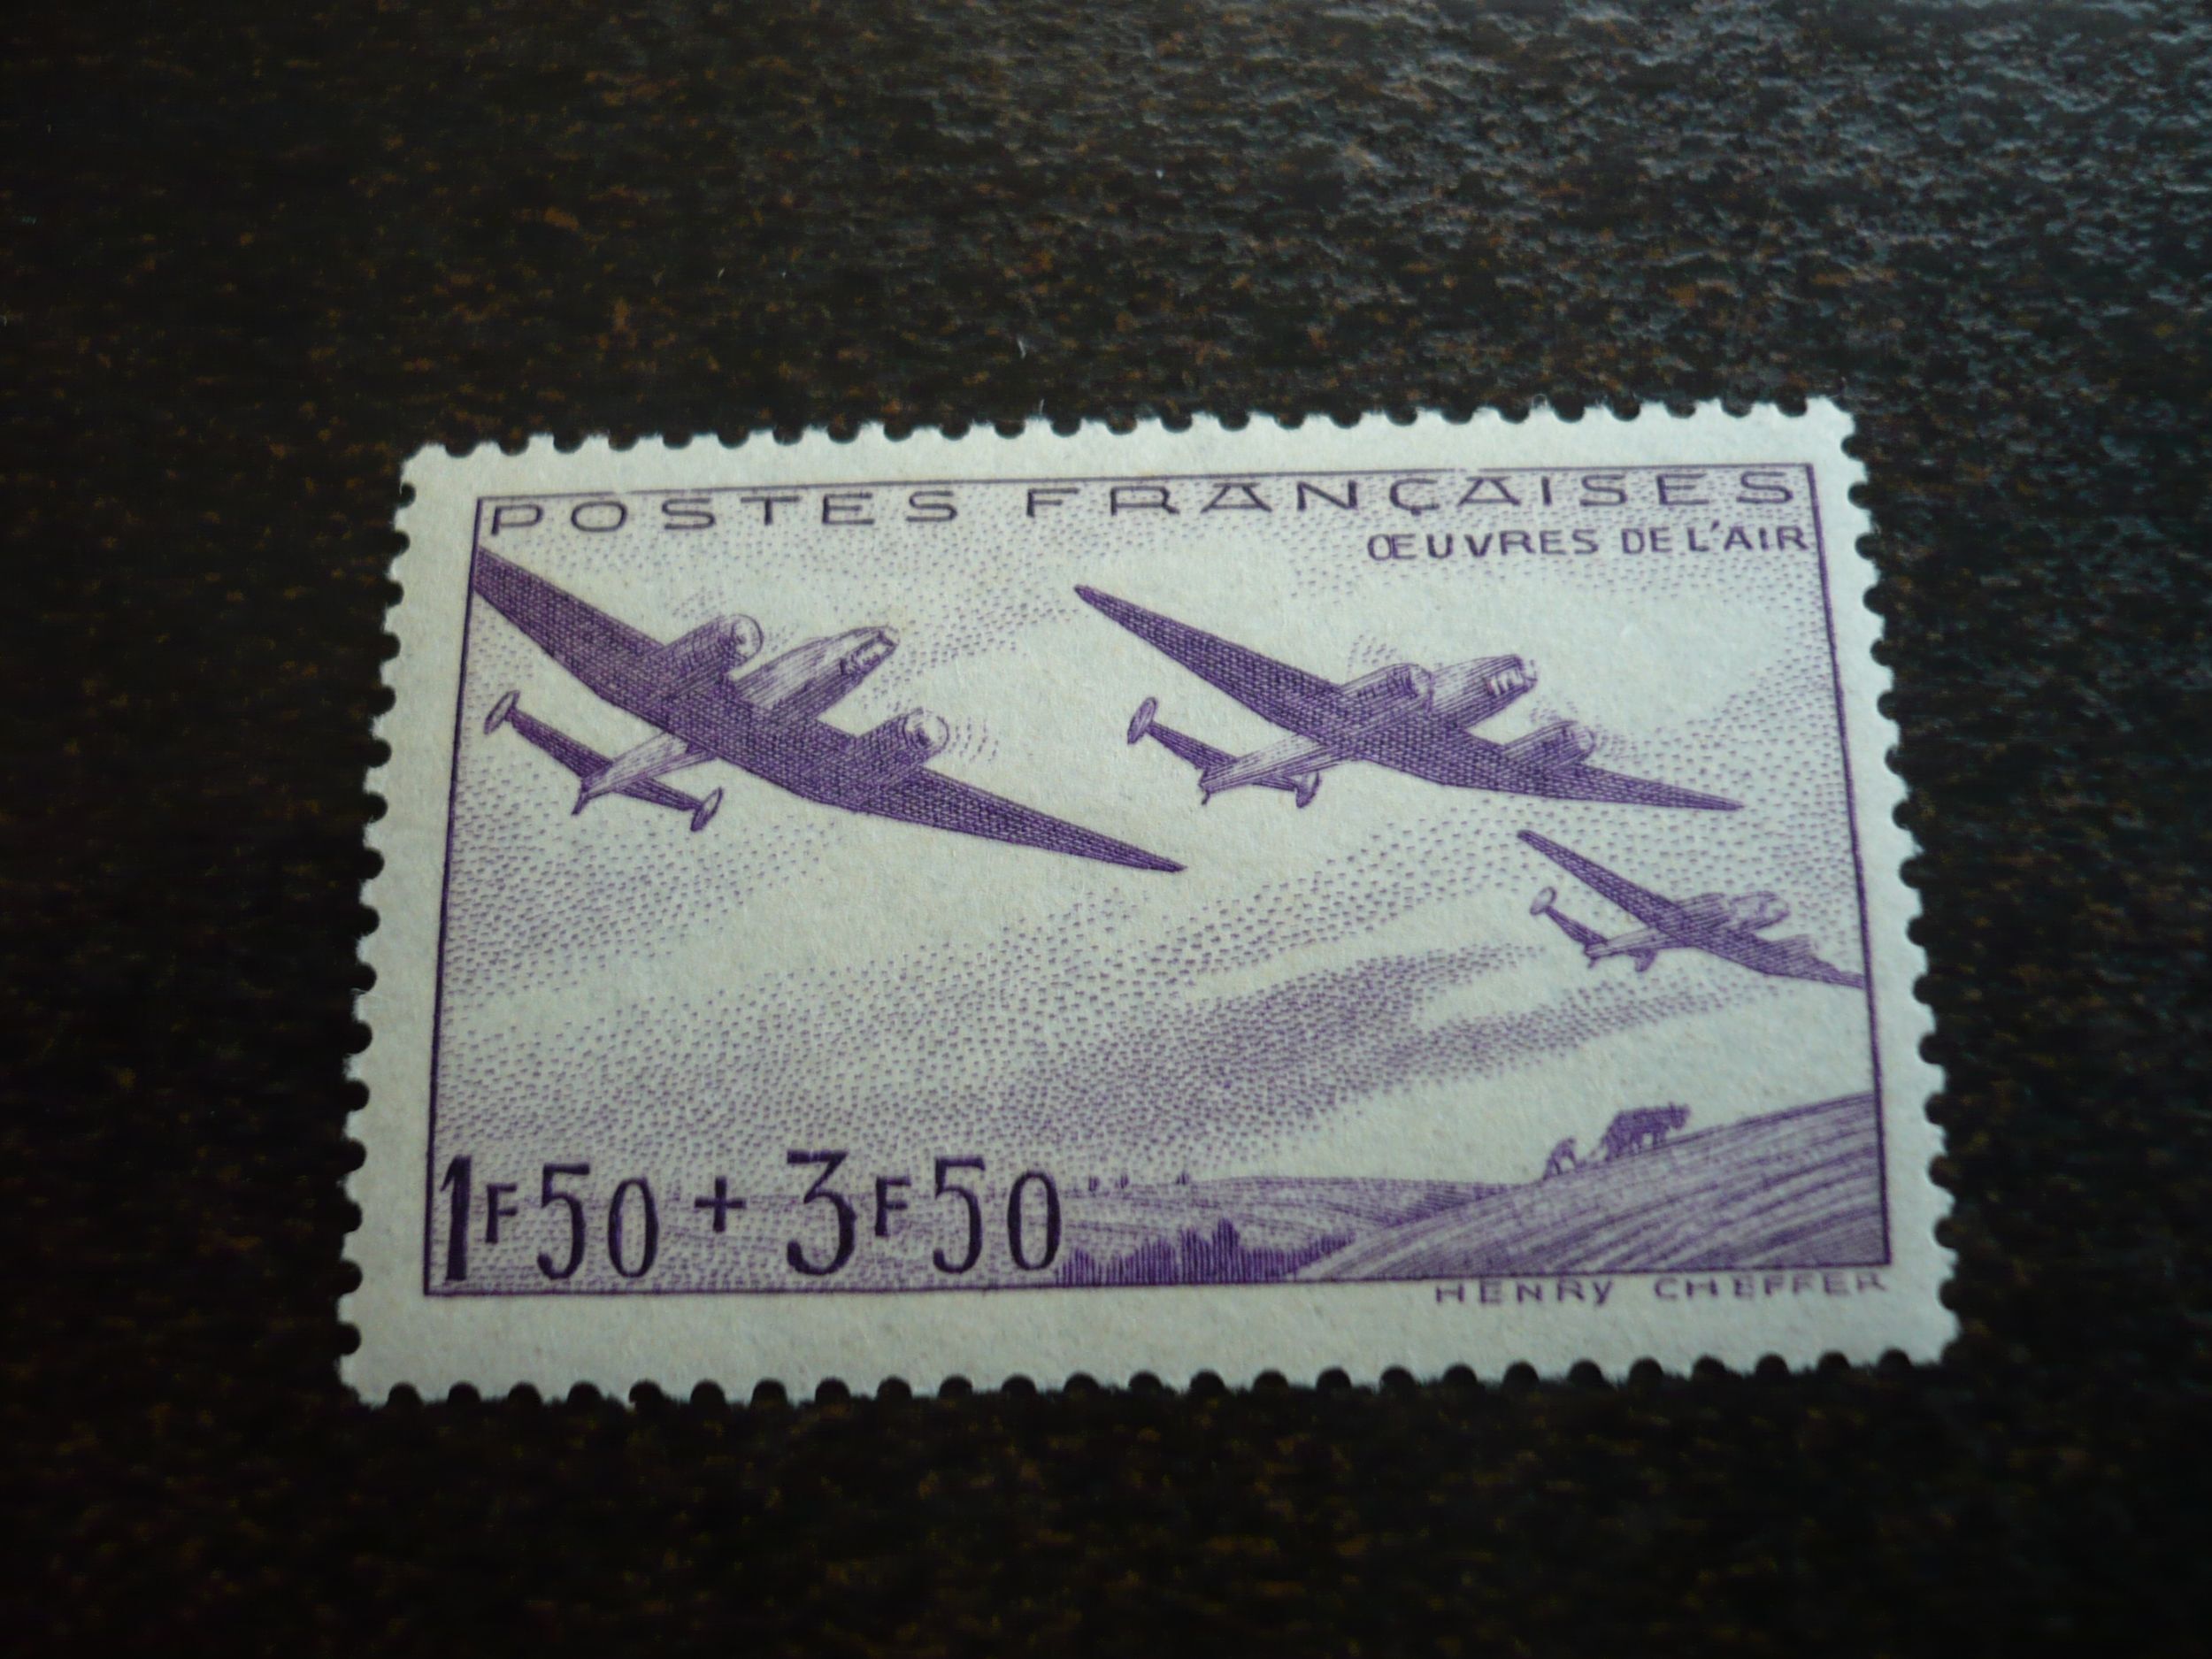 POSTES FRANÇAISES
ŒUVRES DE L'AIR
1F50 + 3F50
HENRY CHEFFER